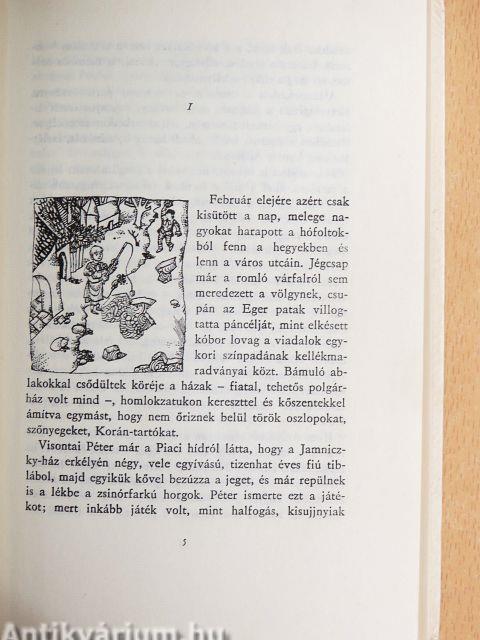 I
Február elejére azért csak
kisütött a nap, melege na-
gyokat harapott a hófoltok-
ból fenn a hegyekben és
lenn a város utcáin. Jégcsap
már a romló várfalról sem
meredezett a völgynek, csu-
pán az Eger patak villog-
tatta páncélját, mint elkésett
kóbor lovag a viadalok egy-
kori színpadának kellékma-
radványai közt. Bámuló ab-
lakokkal csődültek köréje a házak – fiatal, tehetős polgár-
ház volt mind –, homlokzatukon kereszttel és kőszentekkel
ámítva egymást, hogy nem őriznek belül török oszlopokat,
szőnyegeket, Korán-tartókat.
Visontai Péter már a Piaci hídról látta, hogy a Jamnicz-
ky-ház erkélyén négy, vele egyívású, tizenhat éves fiú tib-
lábol, majd egyikük kővel bezúzza a jeget, és már repülnek
is a lékbe a zsinórfarkú horgok. Péter ismerte ezt a játé-
kot; mert inkább játék volt, mint halfogás, kisujjnyiak
5
Antikvárium.hu